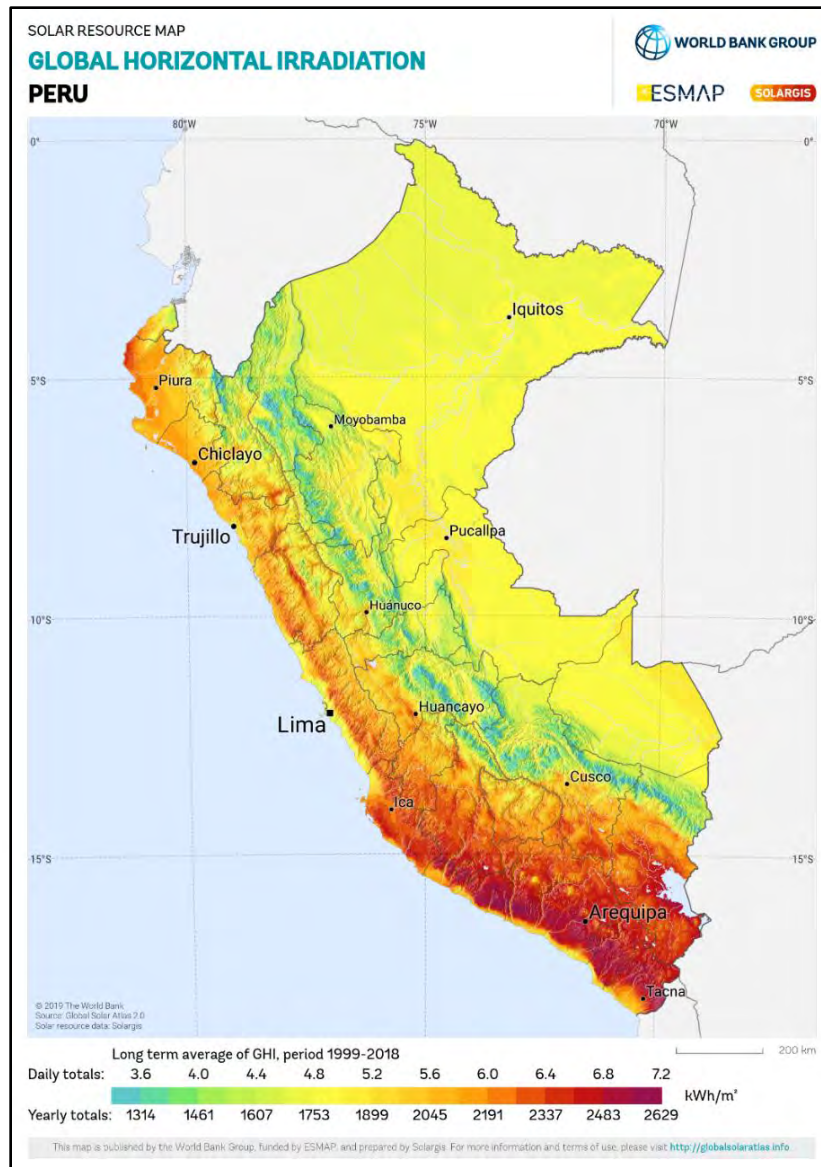 SOLAR RESOURCE MAP
GLOBAL HORIZONTAL IRRADIATION
PERU
WORLD BANK GROUP
ESMAP
SOLARGIS
80°W 75°W 70°W
0° 0°
Iquitos
5°S 5°S
Piura
Moyobamba
Chiclayo
Trujillo
Pucallpa
Huánuco
10°S 10°S
Huancayo
Lima
Cusco
Ica
15°S 15°S
Arequipa
Tacna
© 2019 The World Bank
Source: Global Solar Atlas 2.0
Solar resource data: Solargis
Long term average of GHI, period 1999-2018
200 km
Daily totals: 3.6 4.0 4.4 4.8 5.2 5.6 6.0 6.4 6.8 7.2
kWh/m²
Yearly totals: 1314 1461 1607 1753 1899 2045 2191 2337 2483 2629
This map is published by the World Bank Group, funded by ESMAP, and prepared by Solargis. For more information and terms of use, please visit http://globalsolaratlas.info